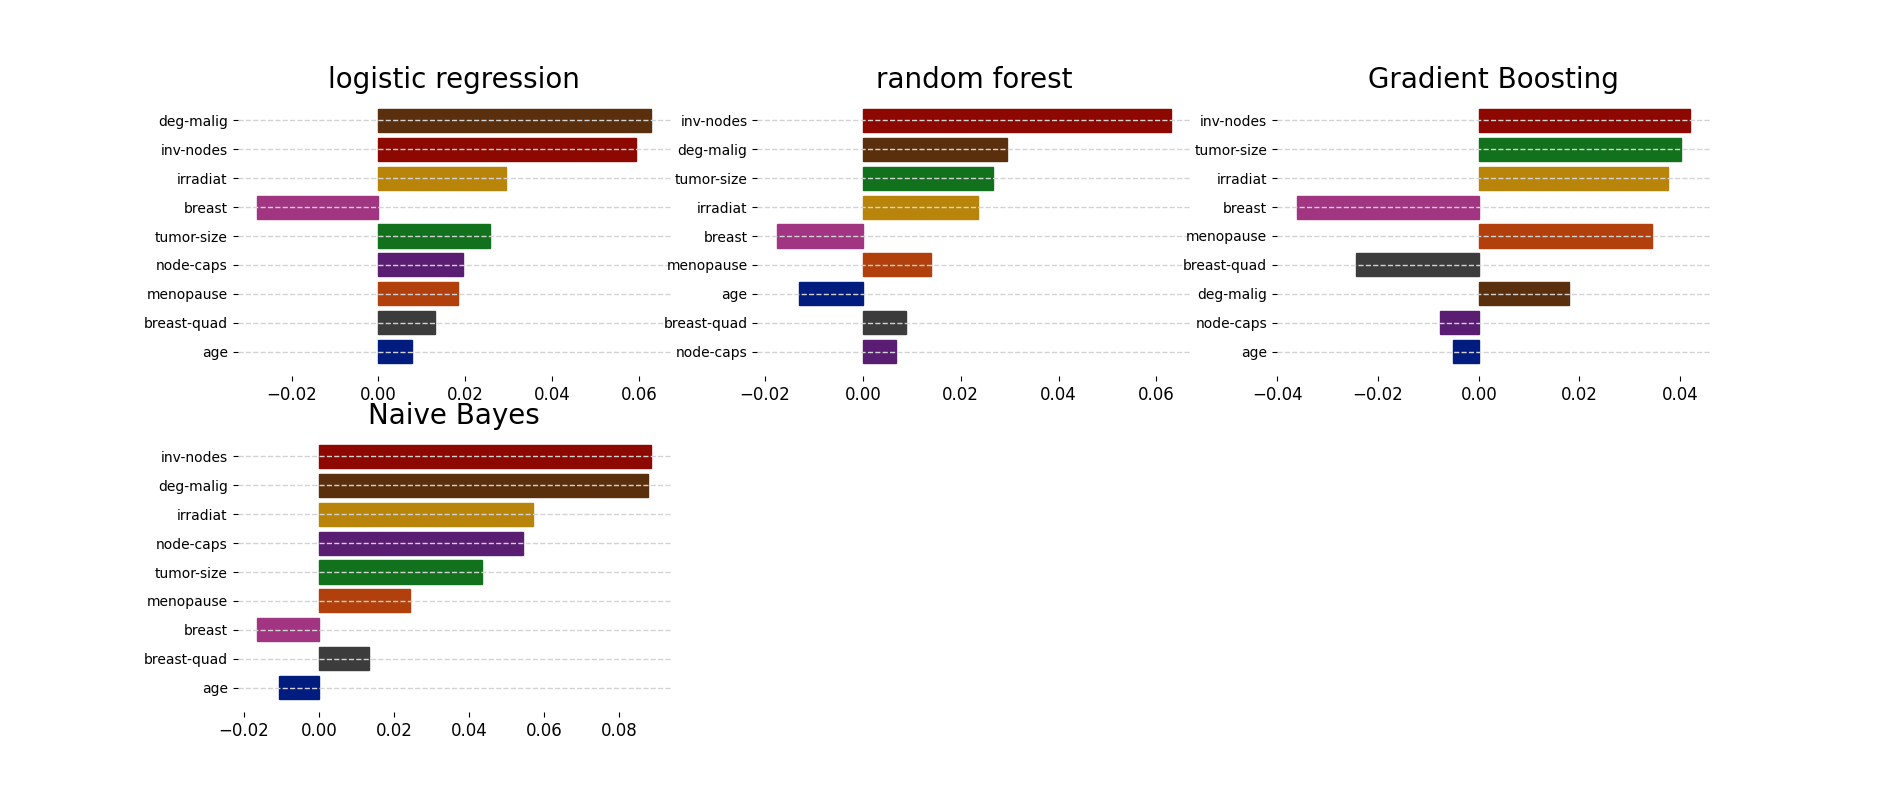 logistic regression
deg-malig
inv-nodes
irradiat
breast
tumor-size
node-caps
menopause
breast-quad
age
−0.02 0.00 0.02 0.04 0.06
random forest
inv-nodes
deg-malig
tumor-size
irradiat
breast
menopause
age
breast-quad
node-caps
−0.02 0.00 0.02 0.04 0.06
Gradient Boosting
inv-nodes
tumor-size
irradiat
breast
menopause
breast-quad
deg-malig
node-caps
age
−0.04 −0.02 0.00 0.02 0.04
Naive Bayes
inv-nodes
deg-malig
irradiat
node-caps
tumor-size
menopause
breast
breast-quad
age
−0.02 0.00 0.02 0.04 0.06 0.08